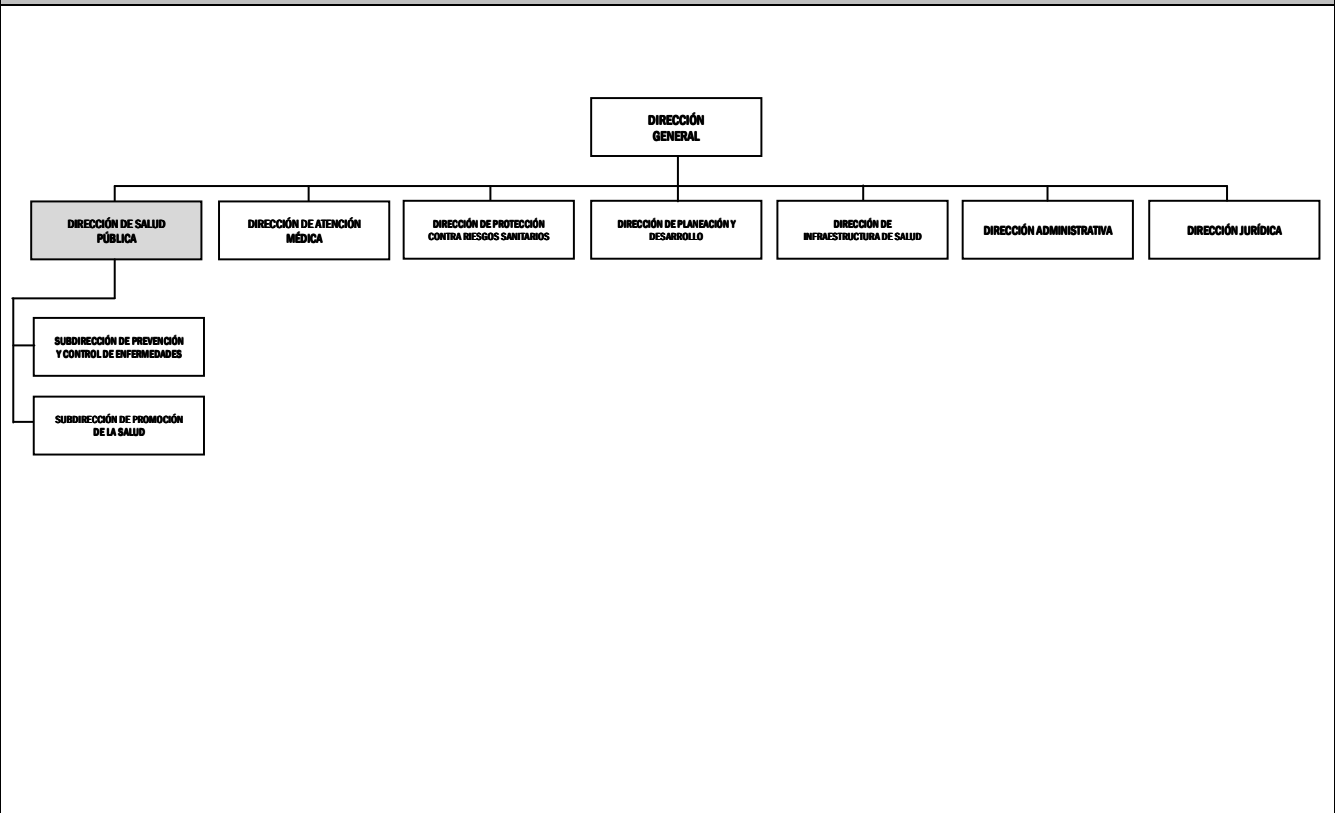 DIRECCIÓN
GENERAL
DIRECCIÓN DE SALUD
PÚBLICA
DIRECCIÓN DE ATENCIÓN
MÉDICA
DIRECCIÓN DE PROTECCIÓN
CONTRA RIESGOS SANITARIOS
DIRECCIÓN DE PLANEACIÓN Y
DESARROLLO
DIRECCIÓN DE
INFRAESTRUCTURA DE SALUD
DIRECCIÓN ADMINISTRATIVA
DIRECCIÓN JURÍDICA
SUBDIRECCIÓN DE PREVENCIÓN
Y CONTROL DE ENFERMEDADES
SUBDIRECCIÓN DE PROMOCIÓN
DE LA SALUD